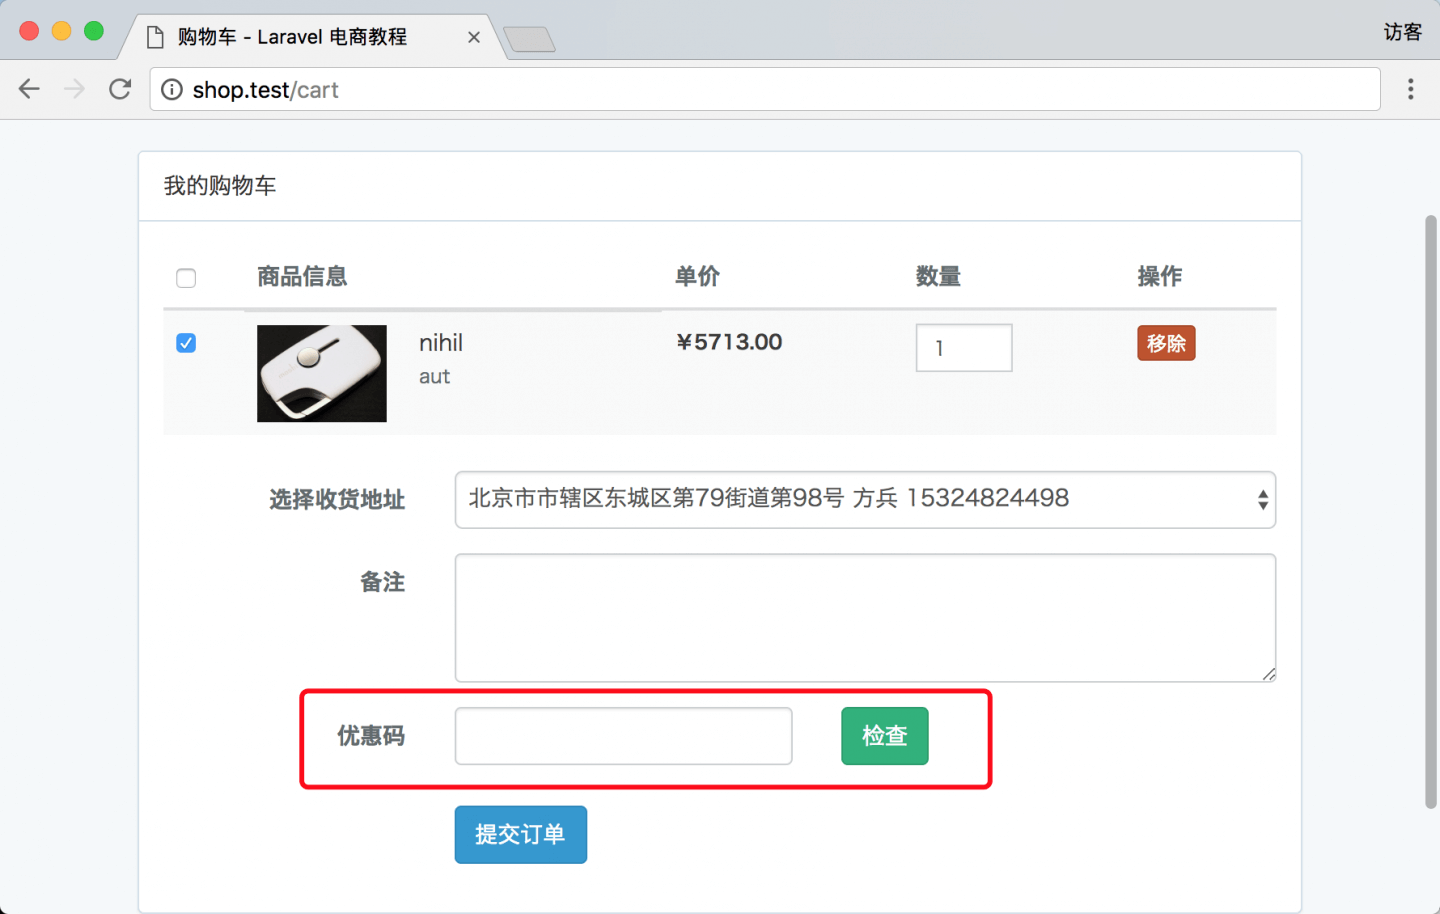 购物车 - Laravel 电商教程
访客
shop.test/cart
我的购物车
商品信息 单价 数量 操作
nihil ¥5713.00 1 移除
aut
选择收货地址 北京市市辖区东城区第79街道第98号 方兵 15324824498
备注
优惠码 检查
提交订单